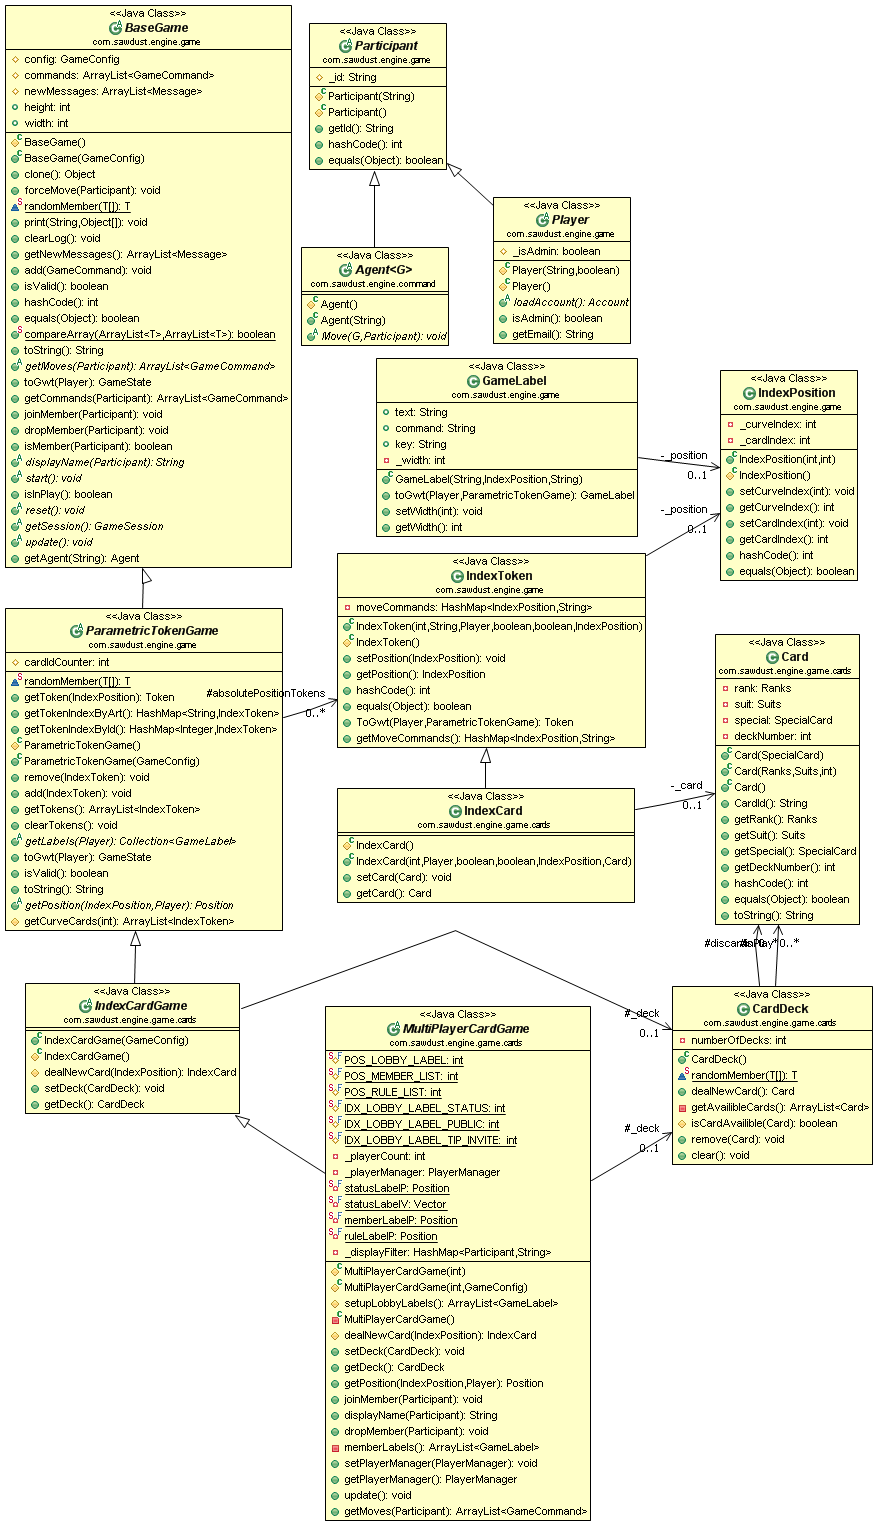 <<Java Class>>
BaseGame
com.sawdust.engine.game
config: GameConfig
commands: ArrayList<GameCommand>
newMessages: ArrayList<Message>
height: int
width: int
BaseGame()
BaseGame(GameConfig)
clone(): Object
forceMove(Participant): void
randomMember(T[]): T
print(String,Object[]): void
clearLog(): void
getNewMessages(): ArrayList<Message>
add(GameCommand): void
isValid(): boolean
hashCode(): int
equals(Object): boolean
compareArray(ArrayList<T>,ArrayList<T>): boolean
toString(): String
getMoves(Participant): ArrayList<GameCommand>
toGwt(Player): GameState
getCommands(Participant): ArrayList<GameCommand>
joinMember(Participant): void
dropMember(Participant): void
isMember(Participant): boolean
displayName(Participant): String
start(): void
isInPlay(): boolean
reset(): void
getSession(): GameSession
update(): void
getAgent(String): Agent
<<Java Class>>
Participant
com.sawdust.engine.game
_id: String
Participant(String)
Participant()
getId(): String
hashCode(): int
equals(Object): boolean
<<Java Class>>
Agent<G>
com.sawdust.engine.command
Agent()
Agent(String)
Move(G,Participant): void
<<Java Class>>
Player
com.sawdust.engine.game
_isAdmin: boolean
Player(String,boolean)
Player()
loadAccount(): Account
isAdmin(): boolean
getEmail(): String
<<Java Class>>
GameLabel
com.sawdust.engine.game
text: String
command: String
key: String
_width: int
GameLabel(String,IndexPosition,String)
toGwt(Player,ParametricTokenGame): GameLabel
setWidth(int): void
getWidth(): int
-_position
0..1
<<Java Class>>
IndexPosition
com.sawdust.engine.game
_curveIndex: int
_cardIndex: int
IndexPosition(int,int)
IndexPosition()
setCurveIndex(int): void
getCurveIndex(): int
setCardIndex(int): void
getCardIndex(): int
hashCode(): int
equals(Object): boolean
-_position
0..1
<<Java Class>>
IndexToken
com.sawdust.engine.game
moveCommands: HashMap<IndexPosition,String>
IndexToken(int,String,Player,boolean,boolean,IndexPosition)
IndexToken()
setPosition(IndexPosition): void
getPosition(): IndexPosition
hashCode(): int
equals(Object): boolean
ToGwt(Player,ParametricTokenGame): Token
getMoveCommands(): HashMap<IndexPosition,String>
<<Java Class>>
ParametricTokenGame
com.sawdust.engine.game
cardIdCounter: int
randomMember(T[]): T
getToken(IndexPosition): Token
getTokenIndexByArt(): HashMap<String,IndexToken>
getTokenIndexById(): HashMap<Integer,IndexToken>
ParametricTokenGame()
ParametricTokenGame(GameConfig)
remove(IndexToken): void
add(IndexToken): void
getTokens(): ArrayList<IndexToken>
clearTokens(): void
getLabels(Player): Collection<GameLabel>
toGwt(Player): GameState
isValid(): boolean
toString(): String
getPosition(IndexPosition,Player): Position
getCurveCards(int): ArrayList<IndexToken>
#absolutePositionTokens
0..*
<<Java Class>>
Card
com.sawdust.engine.game.cards
rank: Ranks
suit: Suits
special: SpecialCard
deckNumber: int
Card(SpecialCard)
Card(Ranks,Suits,int)
Card()
CardId(): String
getRank(): Ranks
getSuit(): Suits
getSpecial(): SpecialCard
getDeckNumber(): int
hashCode(): int
equals(Object): boolean
toString(): String
<<Java Class>>
IndexCard
com.sawdust.engine.game.cards
IndexCard()
IndexCard(int,Player,boolean,boolean,IndexPosition,Card)
setCard(Card): void
getCard(): Card
-_card
0..1
0..*
<<Java Class>>
IndexCardGame
com.sawdust.engine.game.cards
IndexCardGame(GameConfig)
IndexCardGame()
dealNewCard(IndexPosition): IndexCard
setDeck(CardDeck): void
getDeck(): CardDeck
#_deck
0..1
<<Java Class>>
CardDeck
com.sawdust.engine.game.cards
numberOfDecks: int
CardDeck()
randomMember(T[]): T
dealNewCard(): Card
getAvailibleCards(): ArrayList<Card>
isCardAvailible(Card): boolean
remove(Card): void
clear(): void
<<Java Class>>
MultiPlayerCardGame
com.sawdust.engine.game.cards
POS_LOBBY_LABEL: int
POS_MEMBER_LIST: int
POS_RULE_LIST: int
IDX_LOBBY_LABEL_STATUS: int
IDX_LOBBY_LABEL_PUBLIC: int
IDX_LOBBY_LABEL_TIP_INVITE: int
_playerCount: int
_playerManager: PlayerManager
statusLabelP: Position
statusLabelV: Vector
memberLabelP: Position
ruleLabelP: Position
_displayFilter: HashMap<Participant,String>
MultiPlayerCardGame(int)
MultiPlayerCardGame(int,GameConfig)
setupLobbyLabels(): ArrayList<GameLabel>
MultiPlayerCardGame()
dealNewCard(IndexPosition): IndexCard
setDeck(CardDeck): void
getDeck(): CardDeck
getPosition(IndexPosition,Player): Position
joinMember(Participant): void
displayName(Participant): String
dropMember(Participant): void
memberLabels(): ArrayList<GameLabel>
setPlayerManager(PlayerManager): void
getPlayerManager(): PlayerManager
update(): void
getMoves(Participant): ArrayList<GameCommand>
#_deck
0..1